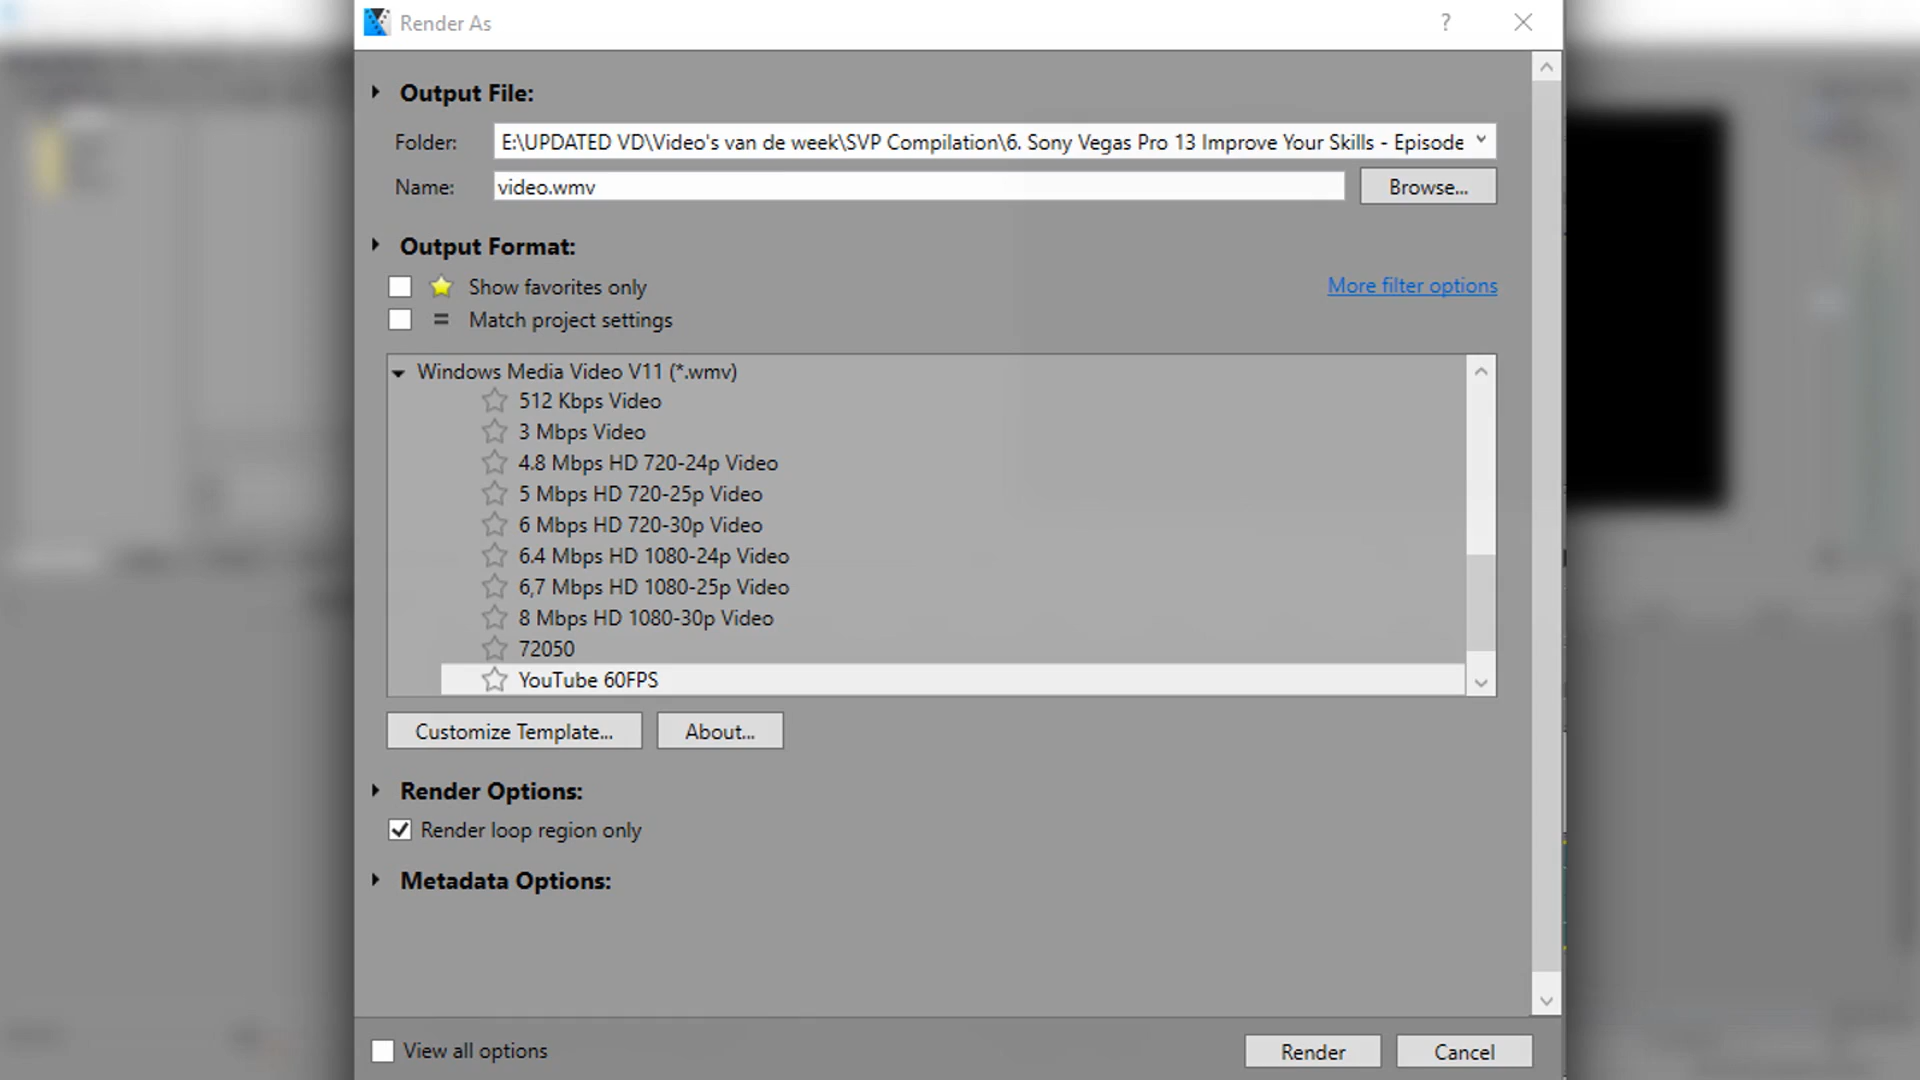 Render As
Output File:
Folder: E:\UPDATED VD\Video's van de week\SVP Compilation\6. Sony Vegas Pro 13 Improve Your Skills - Episode
Name: video.wmv Browse...
Output Format:
Show favorites only More filter options
= Match project settings
Windows Media Video V11 (*.wmv)
512 Kbps Video
3 Mbps Video
4.8 Mbps HD 720-24p Video
5 Mbps HD 720-25p Video
6 Mbps HD 720-30p Video
6.4 Mbps HD 1080-24p Video
6,7 Mbps HD 1080-25p Video
8 Mbps HD 1080-30p Video
72050
YouTube 60FPS
Customize Template... About...
Render Options:
Render loop region only
Metadata Options:
View all options Render Cancel